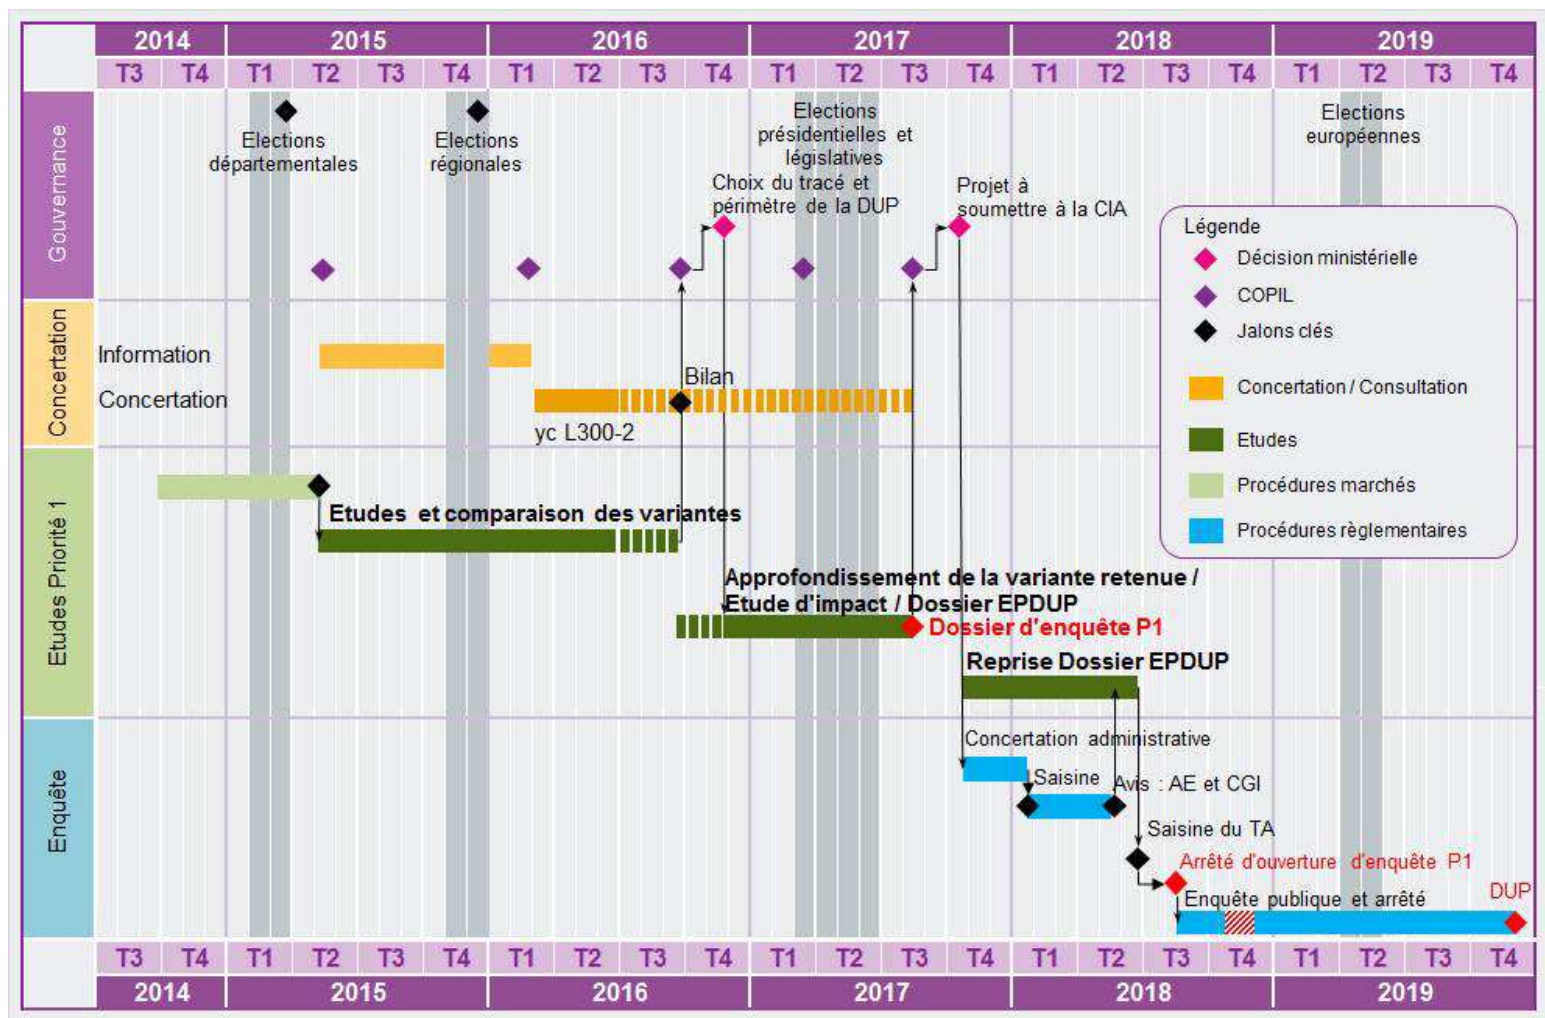 2014 2015 2016 2017 2018 2019
T3 T4 T1 T2 T3 T4 T1 T2 T3 T4 T1 T2 T3 T4 T1 T2 T3 T4 T1 T2 T3 T4
Gouvernance
Elections
départementales
Elections
régionales
Elections
présidentielles et
législatives
Choix du tracé et
périmètre de la DUP
Projet à
soumettre à la CIA
Elections
européennes
Légende
Décision ministérielle
COPIL
Jalons clés
Concertation / Consultation
Etudes
Procédures marchés
Procédures règlementaires
Concertation
Information
Concertation
Bilan
yc L300-2
Etudes Priorité 1
Etudes et comparaison des variantes
Approfondissement de la variante retenue /
Etude d'impact / Dossier EPDUP
Dossier d'enquête P1
Reprise Dossier EPDUP
Enquête
Concertation administrative
Saisine
Avis : AE et CGI
Saisine du TA
Arrêté d'ouverture d'enquête P1
Enquête publique et arrêté
DUP
T3 T4 T1 T2 T3 T4 T1 T2 T3 T4 T1 T2 T3 T4 T1 T2 T3 T4 T1 T2 T3 T4
2014 2015 2016 2017 2018 2019